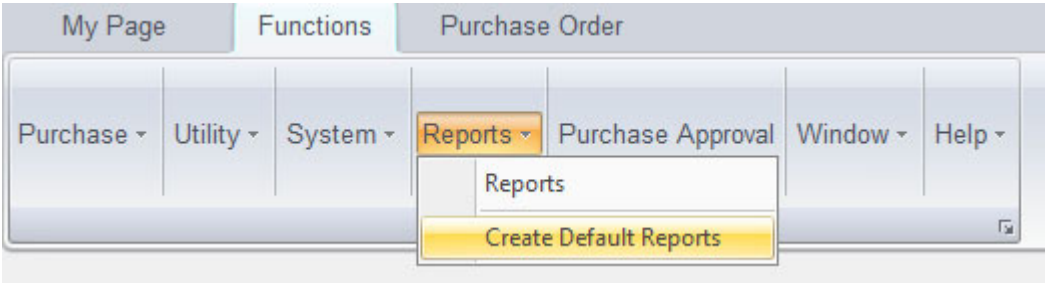 My Page Functions Purchase Order
Purchase Utility System Reports Purchase Approval Window Help
Reports
Create Default Reports